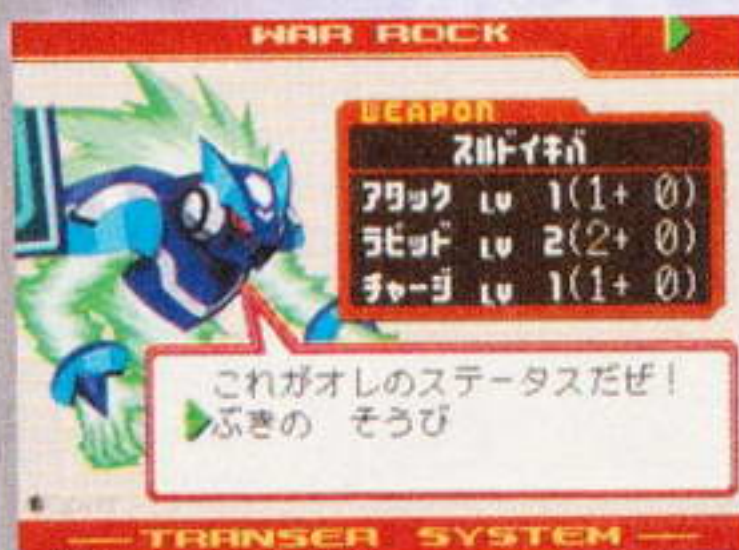 WAR ROCK
WEAPON
スルドイキバ
アタック LV 1(1+ 0)
ラピッド LV 2(2+ 0)
チャージ LV 1(1+ 0)
これがオレのステータスだぜ!
ぶきの そうび
TRANSER SYSTEM